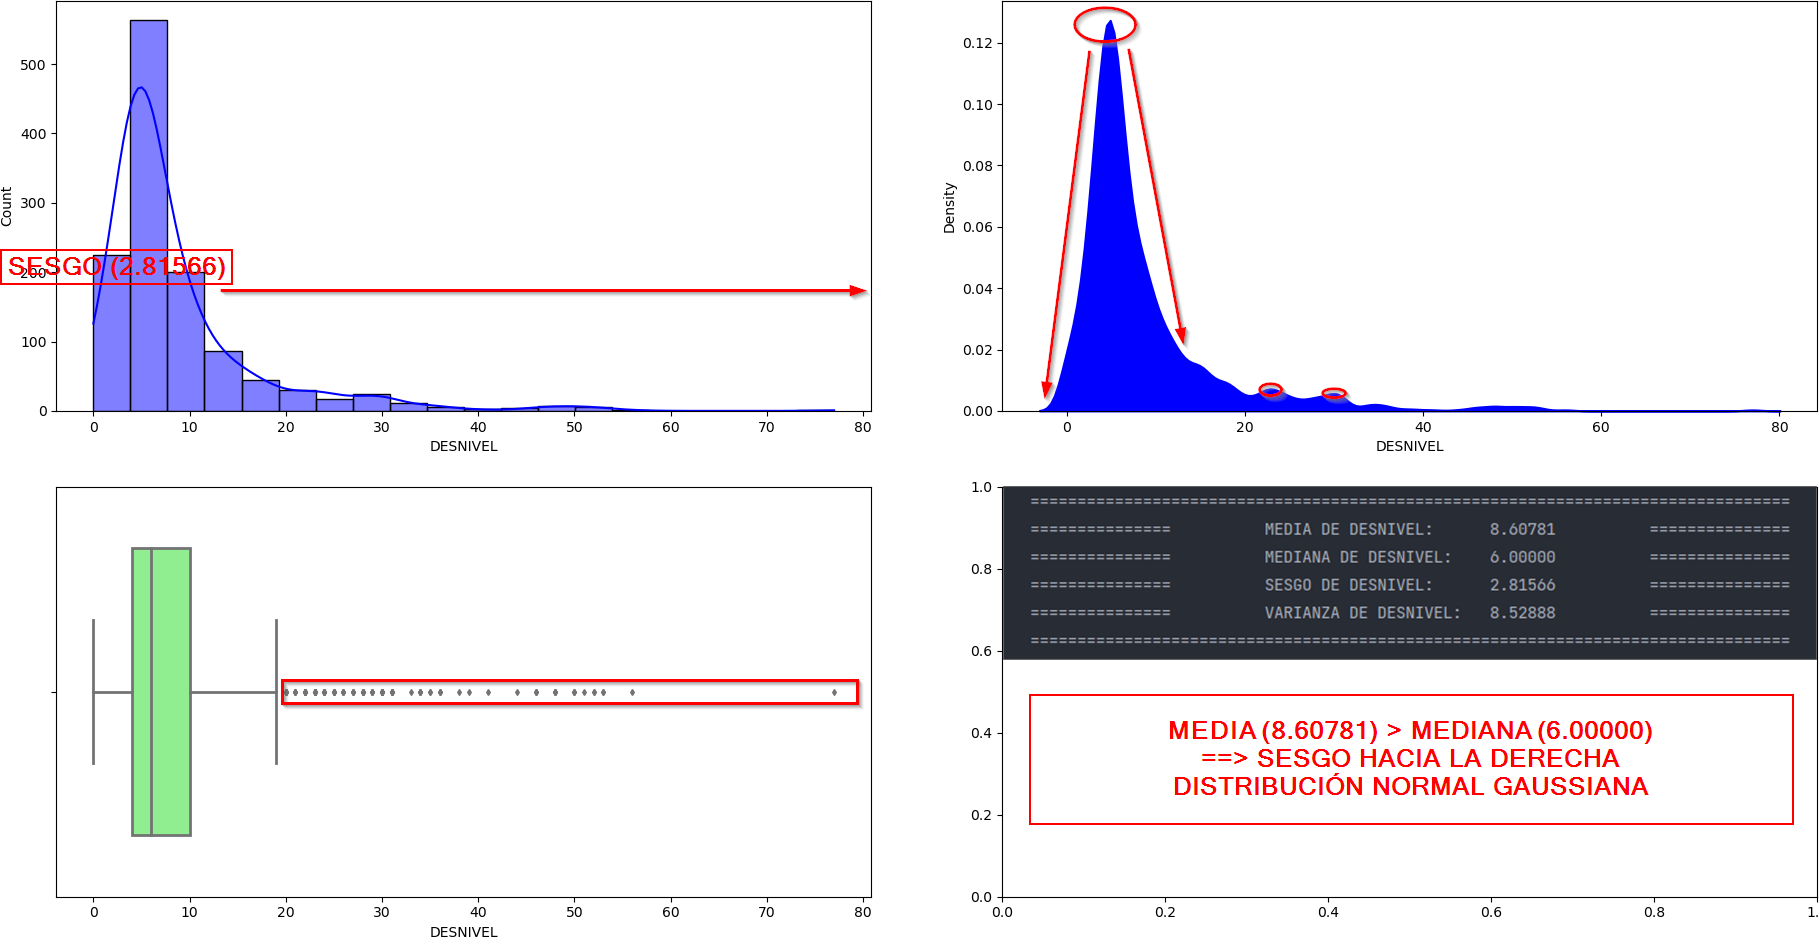 500
400
300
200
100
0
Count
SESGO (2.81566)
0 10 20 30 40 50 60 70 80
DESNIVEL
0.12
0.10
0.08
0.06
0.04
0.02
0.00
Density
0 20 40 60 80
DESNIVEL
0 10 20 30 40 50 60 70 80
DESNIVEL
1.0
0.8
0.6
0.4
0.2
0.0
=================================================================================
=============== MEDIA DE DESNIVEL: 8.60781 ===============
=============== MEDIANA DE DESNIVEL: 6.00000 ===============
=============== SESGO DE DESNIVEL: 2.81566 ===============
=============== VARIANZA DE DESNIVEL: 8.52888 ===============
=================================================================================
MEDIA (8.60781) > MEDIANA (6.00000)
==> SESGO HACIA LA DERECHA
DISTRIBUCIÓN NORMAL GAUSSIANA
0.0 0.2 0.4 0.6 0.8 1.